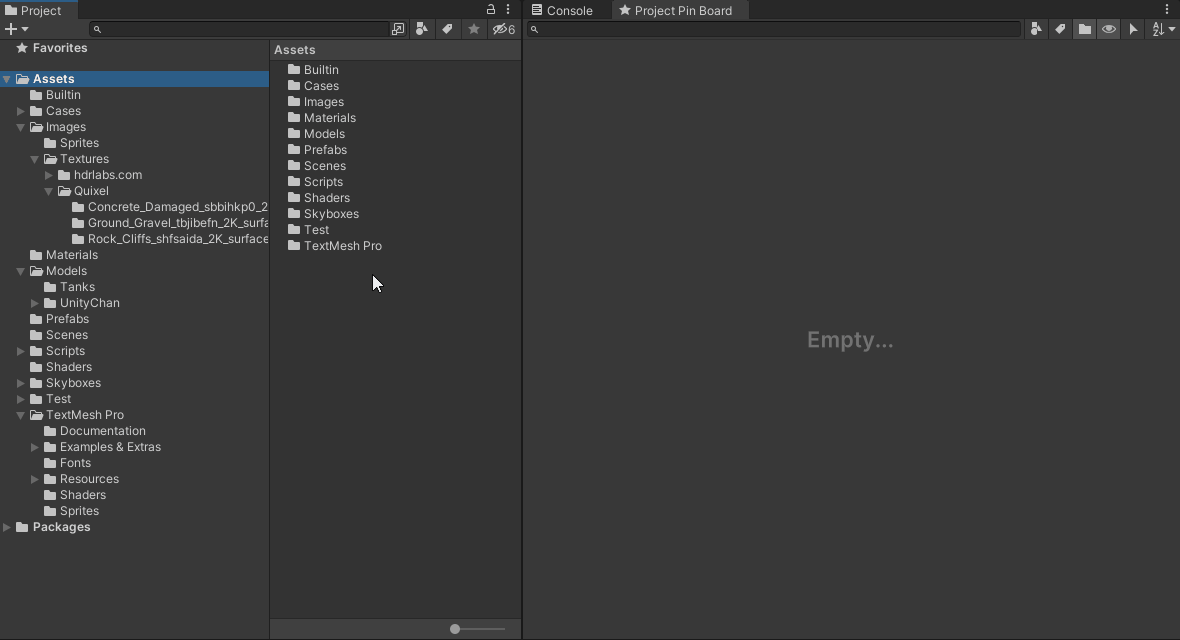 Project
6
Favorites
Assets
Builtin
Cases
Images
Sprites
Textures
hdrlabs.com
Quixel
Concrete_Damaged_sbbihkp0_2
Ground_Gravel_tbjibefn_2K_surfa
Rock_Cliffs_shfsaida_2K_surface
Materials
Models
Tanks
UnityChan
Prefabs
Scenes
Scripts
Shaders
Skyboxes
Test
TextMesh Pro
Documentation
Examples & Extras
Fonts
Resources
Shaders
Sprites
Packages
Assets
Builtin
Cases
Images
Materials
Models
Prefabs
Scenes
Scripts
Shaders
Skyboxes
Test
TextMesh Pro
Console
Project Pin Board
Empty...